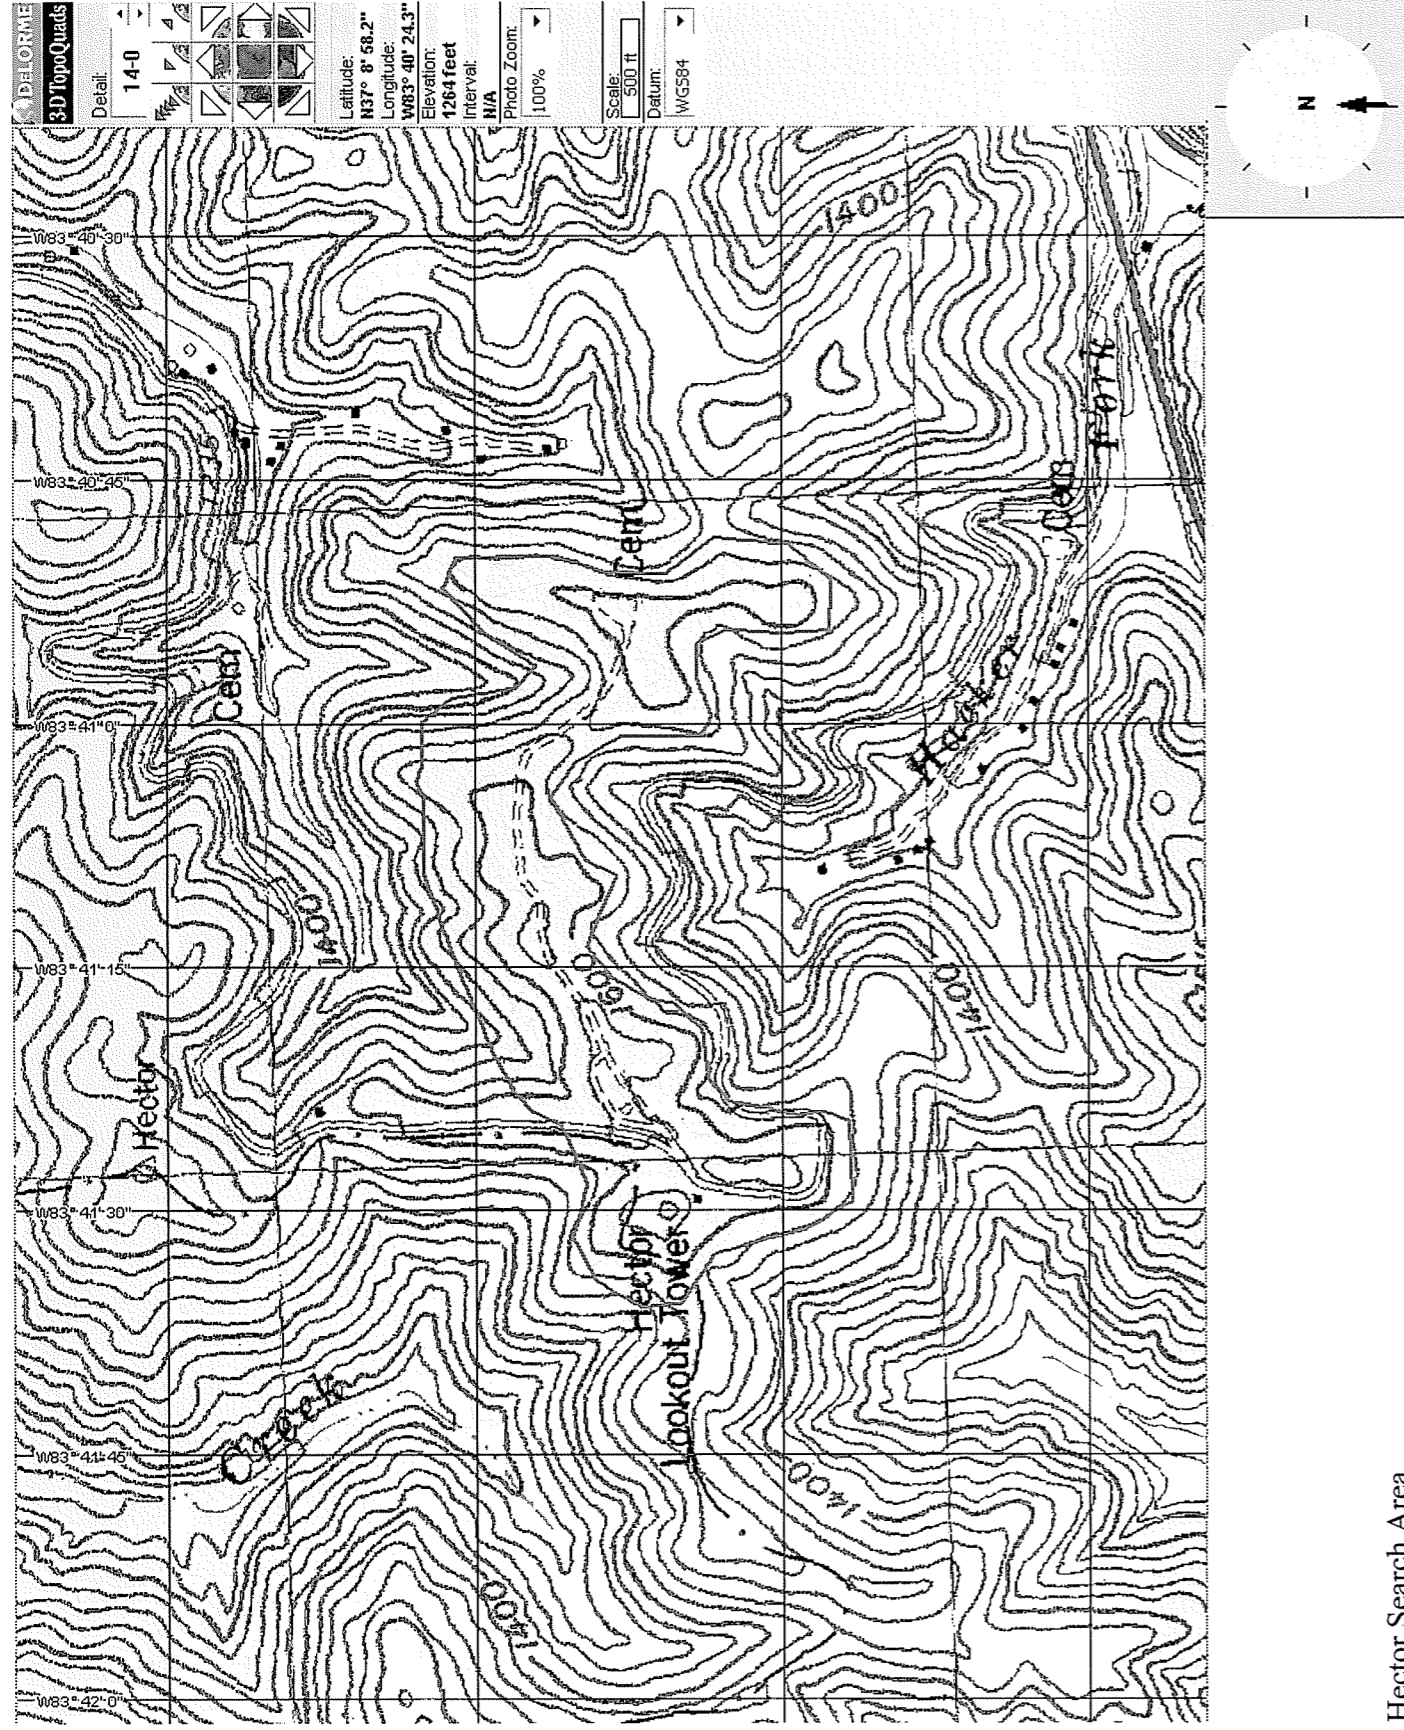 DELORME
3-D TopoQuads
Detail:
14-0
Latitude:
N37° 8' 58.2"
Longitude:
W83° 40' 24.3"
Elevation:
1264 feet
Interval:
N/A
Photo Zoom:
100%
Scale:
500 ft
Datum:
WGS84
N
W83°42'0"
W83°41'45"
W83°41'30"
W83°41'15"
W83°41'0"
W83°40'45"
W83°40'30"
Hector
Cem
1235
Creek
1400
1400
Hector
Lookout Tower
1600
Cem
1400
1400
1400
Hooker
Fork
Hector Search Area